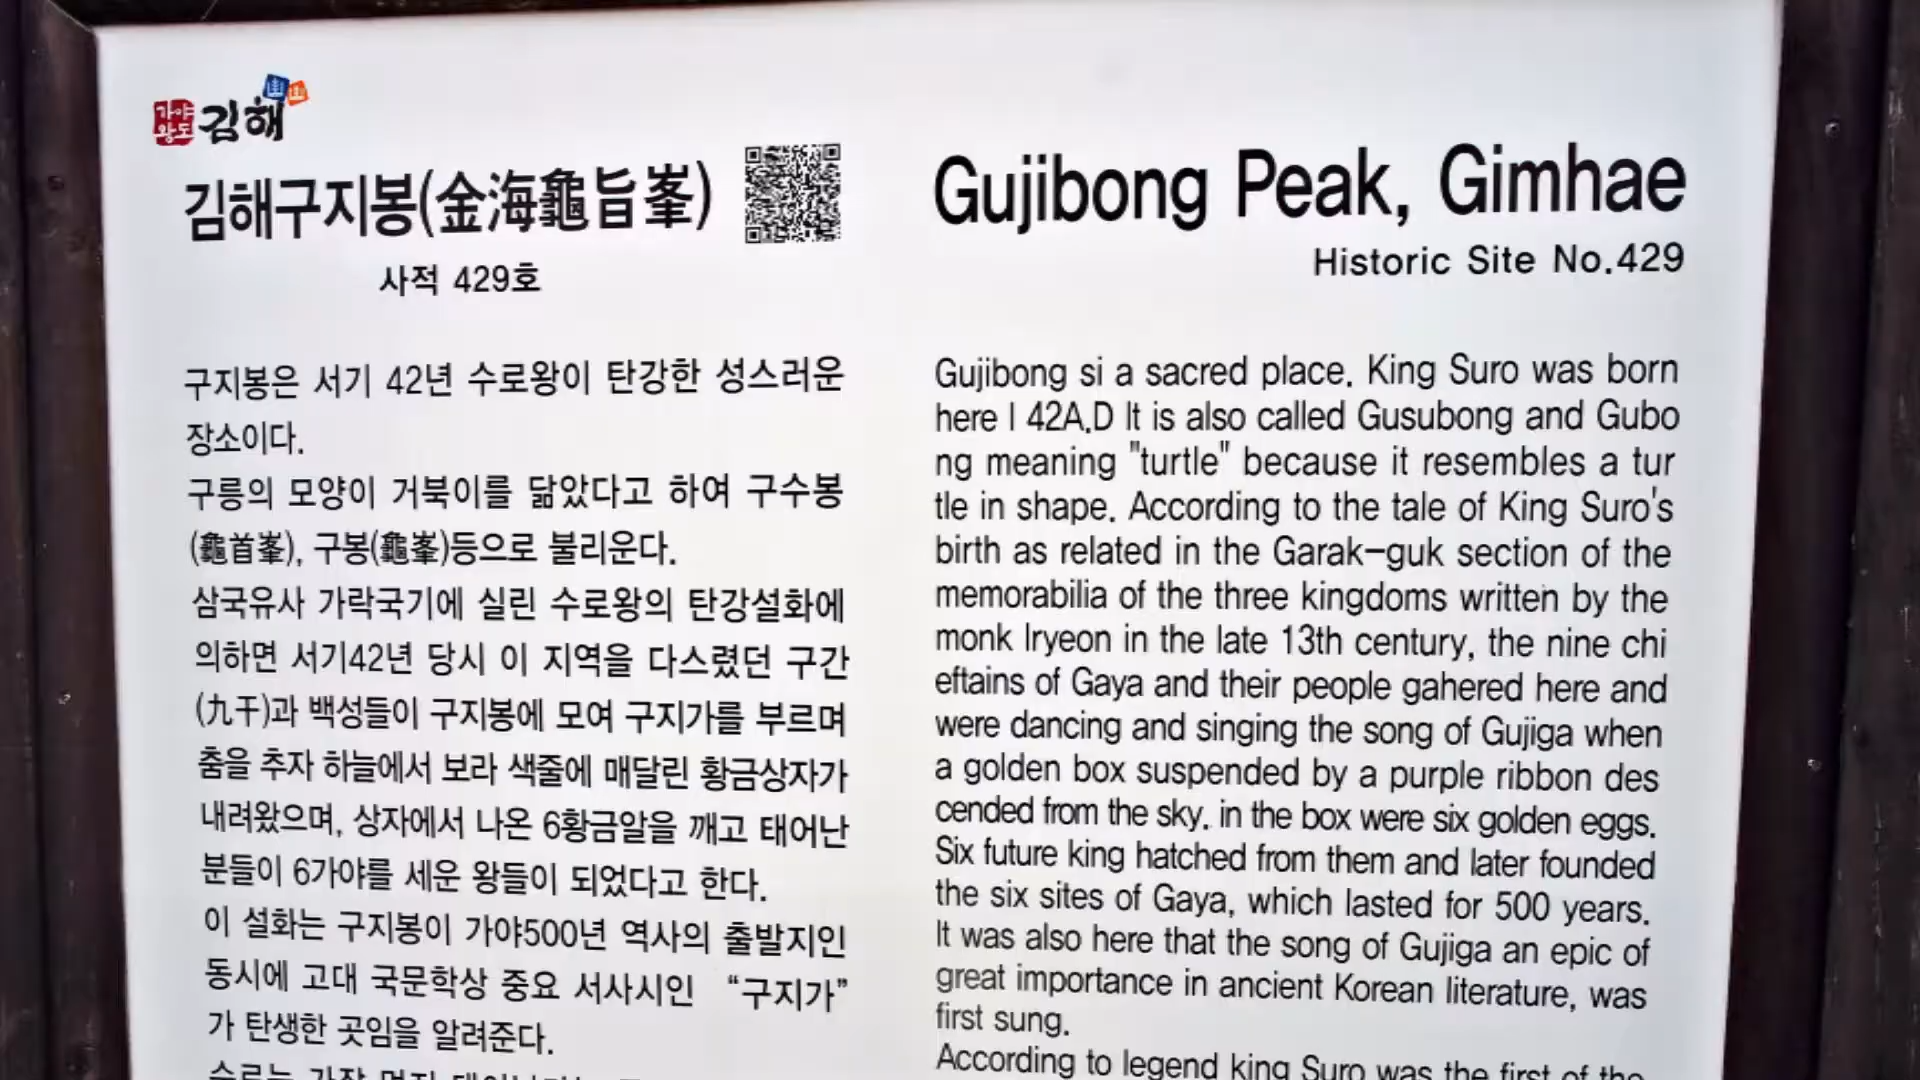 가야
왕도
김해
김해구지봉(金海龜旨峯)
사적 429호
구지봉은 서기 42년 수로왕이 탄강한 성스러운
장소이다.
구릉의 모양이 거북이를 닮았다고 하여 구수봉
(龜首峯), 구봉(龜峯)등으로 불리운다.
삼국유사 가락국기에 실린 수로왕의 탄강설화에
의하면 서기42년 당시 이 지역을 다스렸던 구간
(九干)과 백성들이 구지봉에 모여 구지가를 부르며
춤을 추자 하늘에서 보라 색줄에 매달린 황금상자가
내려왔으며, 상자에서 나온 6황금알을 깨고 태어난
분들이 6가야를 세운 왕들이 되었다고 한다.
이 설화는 구지봉이 가야500년 역사의 출발지인
동시에 고대 국문학상 중요 서사시인 “구지가”
가 탄생한 곳임을 알려준다.
Gujibong Peak, Gimhae
Historic Site No.429
Gujibong si a sacred place. King Suro was born
here I 42A.D It is also called Gusubong and Gubo
ng meaning "turtle" because it resembles a tur
tle in shape. According to the tale of King Suro's
birth as related in the Garak-guk section of the
memorabilia of the three kingdoms written by the
monk Iryeon in the late 13th century, the nine chi
eftains of Gaya and their people gahered here and
were dancing and singing the song of Gujiga when
a golden box suspended by a purple ribbon des
cended from the sky. in the box were six golden eggs.
Six future king hatched from them and later founded
the six sites of Gaya, which lasted for 500 years.
It was also here that the song of Gujiga an epic of
great importance in ancient Korean literature, was
first sung.
According to legend king Suro was the first of the